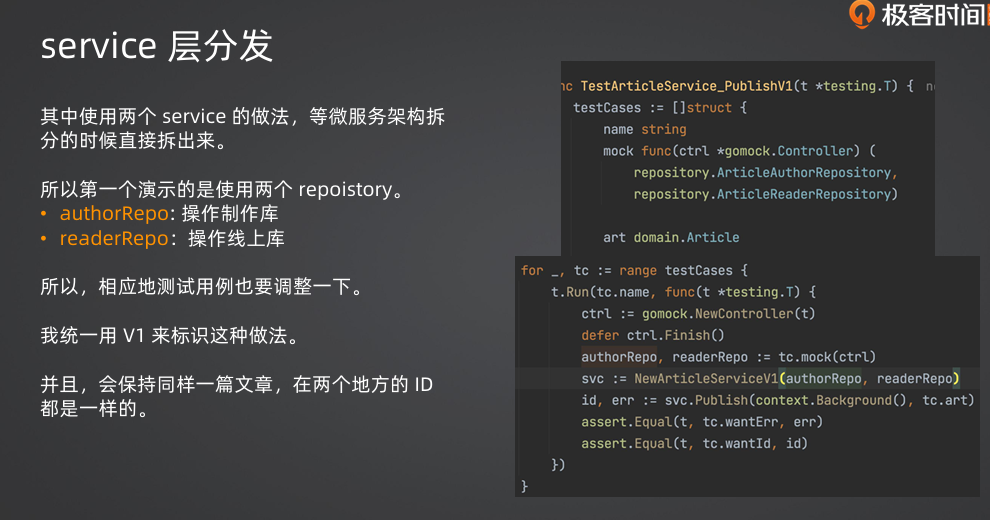 极客时间
service 层分发
其中使用两个 service 的做法，等微服务架构拆
分的时候直接拆出来。
所以第一个演示的是使用两个 repoistory。
• authorRepo: 操作制作库
• readerRepo：操作线上库
所以，相应地测试用例也要调整一下。
我统一用 V1 来标识这种做法。
并且，会保持同样一篇文章，在两个地方的 ID
都是一样的。
nc TestArticleService_PublishV1(t *testing.T) {
testCases := []struct {
name string
mock func(ctrl *gomock.Controller) (
repository.ArticleAuthorRepository,
repository.ArticleReaderRepository)
art domain.Article
for _, tc := range testCases {
t.Run(tc.name, func(t *testing.T) {
ctrl := gomock.NewController(t)
defer ctrl.Finish()
authorRepo, readerRepo := tc.mock(ctrl)
svc := NewArticleServiceV1(authorRepo, readerRepo)
id, err := svc.Publish(context.Background(), tc.art)
assert.Equal(t, tc.wantErr, err)
assert.Equal(t, tc.wantId, id)
})
}